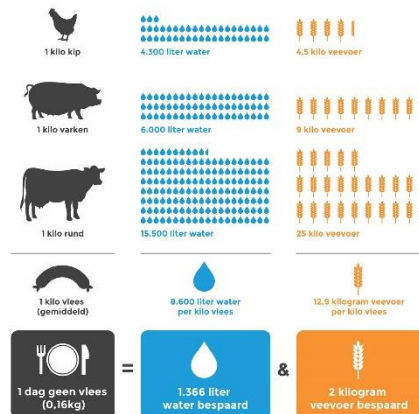 1 kilo kip
4.300 liter water
4,5 kilo veevoer
1 kilo varken
6.000 liter water
9 kilo veevoer
1 kilo rund
15.500 liter water
25 kilo veevoer
1 kilo vlees
(gemiddeld)
8.600 liter water
per kilo vlees
12,9 kilogram veevoer
per kilo vlees
1 dag geen vlees
(0,16kg)
=
1.366 liter
water bespaard
&
2 kilogram
veevoer bespaard